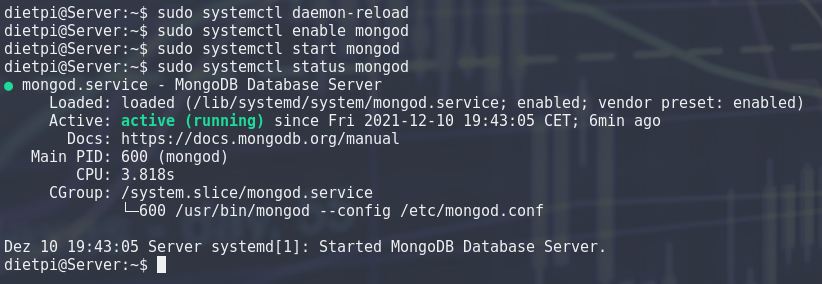 dietpi@Server:~$ sudo systemctl daemon-reload
dietpi@Server:~$ sudo systemctl enable mongod
dietpi@Server:~$ sudo systemctl start mongod
dietpi@Server:~$ sudo systemctl status mongod
● mongod.service - MongoDB Database Server
     Loaded: loaded (/lib/systemd/system/mongod.service; enabled; vendor preset: enabled)
     Active: active (running) since Fri 2021-12-10 19:43:05 CET; 6min ago
       Docs: https://docs.mongodb.org/manual
   Main PID: 600 (mongod)
        CPU: 3.818s
     CGroup: /system.slice/mongod.service
             └─600 /usr/bin/mongod --config /etc/mongod.conf

Dez 10 19:43:05 Server systemd[1]: Started MongoDB Database Server.
dietpi@Server:~$